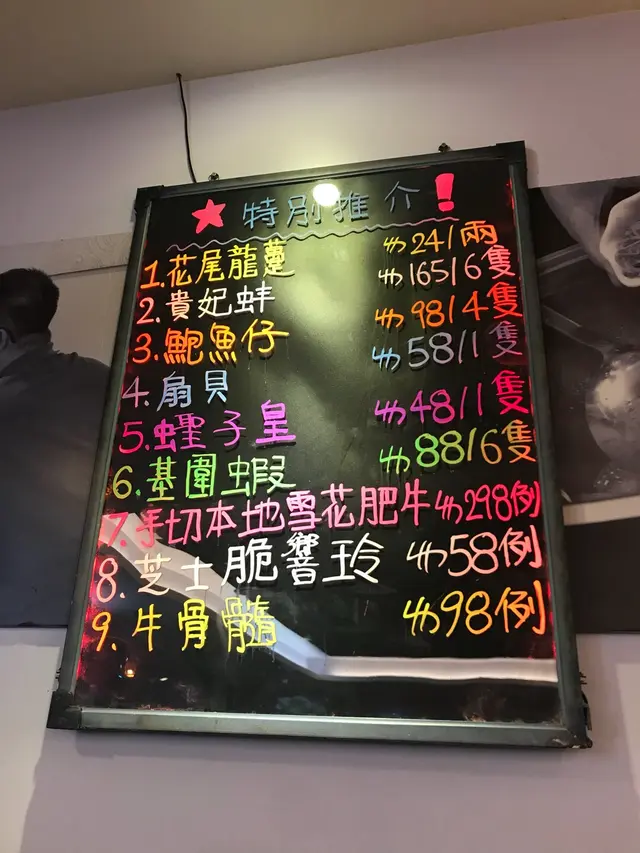 ★特別推介!
1.花尾龍躉 ₩24/兩
2.貴妃蚌 ₩165/6隻
3.鮑魚仔 ₩98/4隻
4.扇貝 ₩58/1隻
5.蟶子皇 ₩48/1隻
6.基圍蝦 ₩88/6隻
7.手切本地雪花肥牛 ₩298例
8.芝士脆響玲 ₩58例
9.牛骨髓 ₩98例